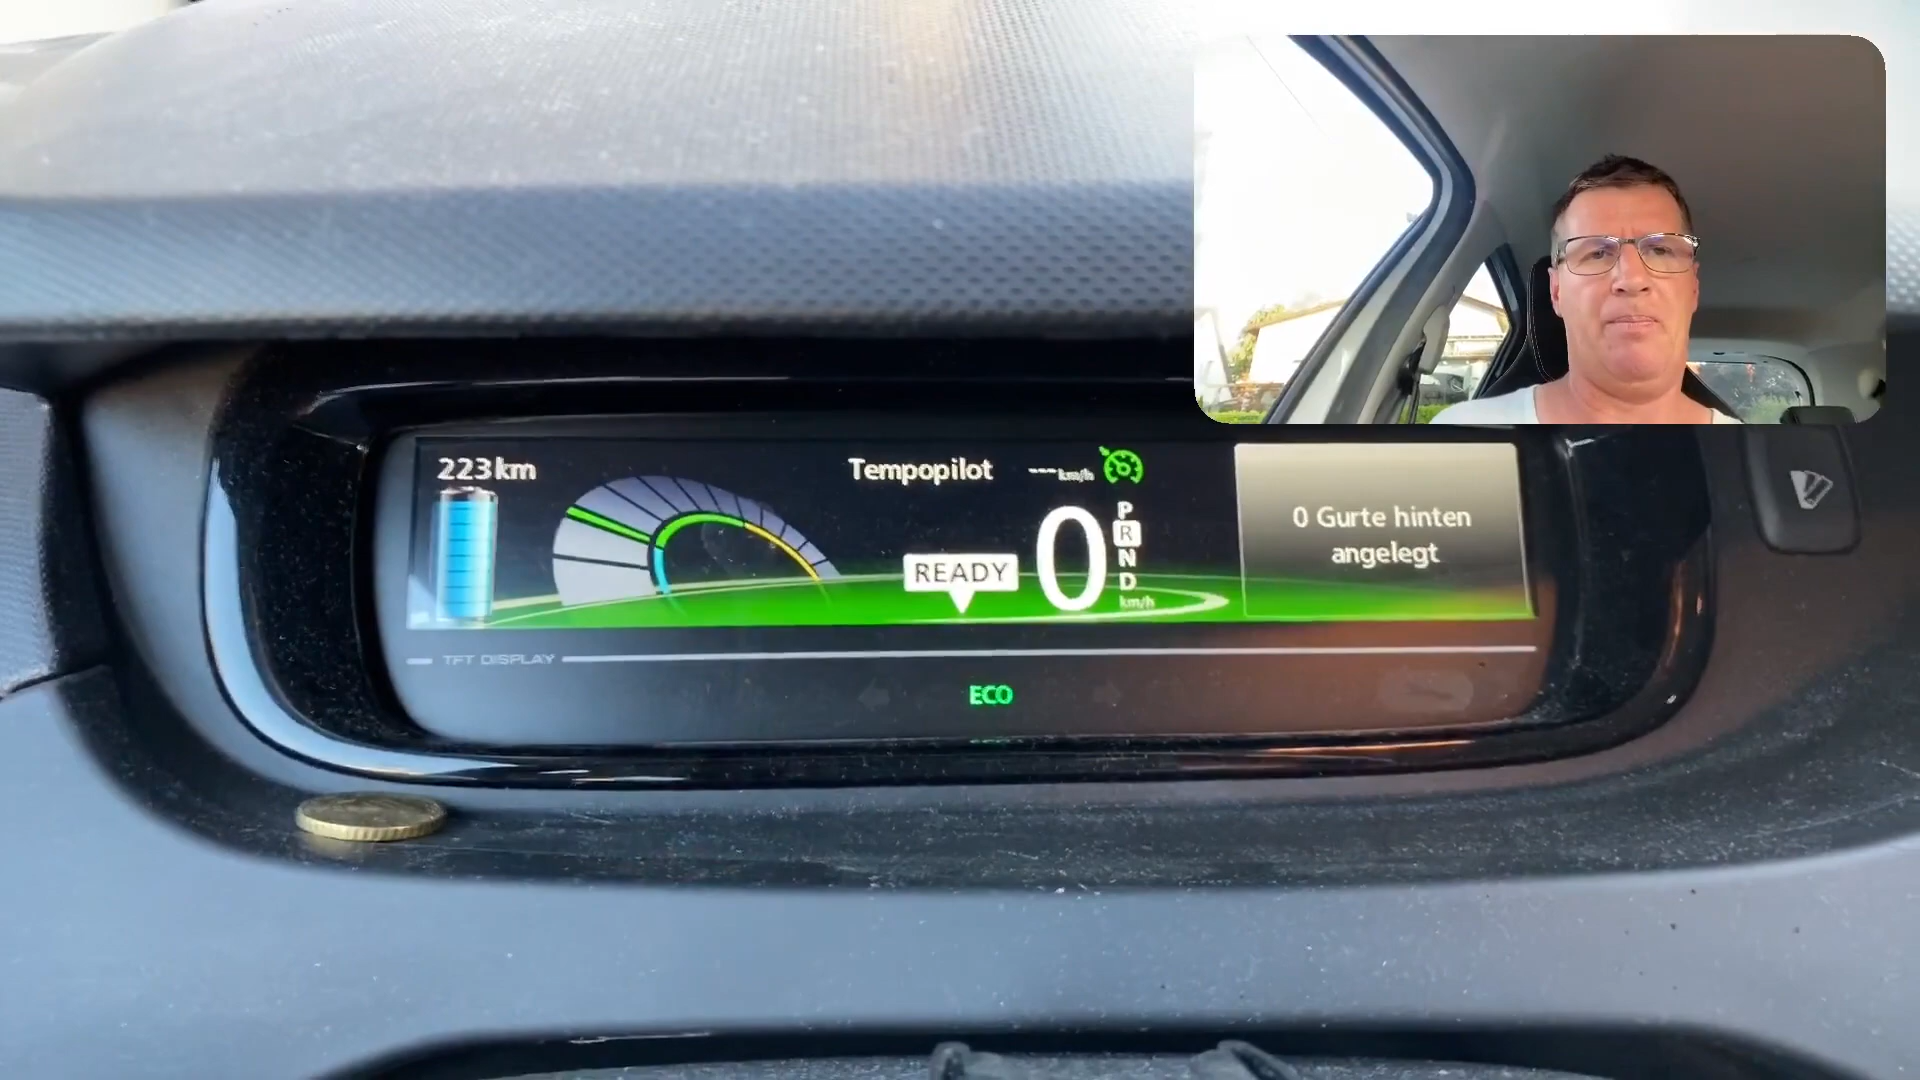 223km
Tempopilot ---km/h
0 Gurte hinten
angelegt
READY
0
P
R
N
D
km/h
TFT DISPLAY
ECO